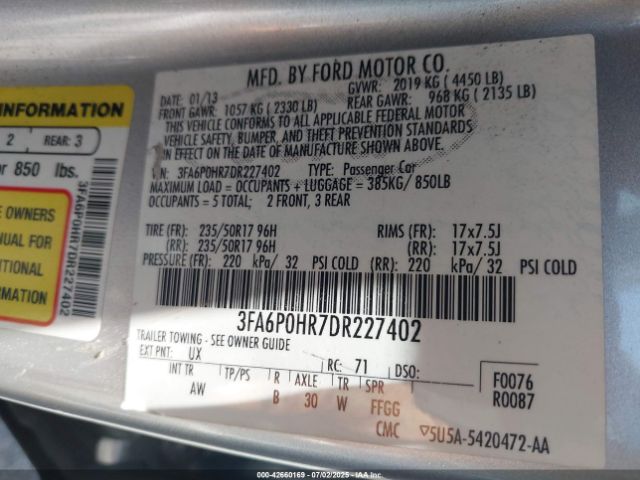 INFORMATION
2 REAR: 3
or 850 lbs.
OWNERS
NUAL FOR
ITIONAL
RMATION
3FA6P0HR7DR227402
MFD. BY FORD MOTOR CO.
DATE: 01/13 GVWR: 2019 KG ( 4450 LB)
FRONT GAWR: 1057 KG ( 2330 LB) REAR GAWR: 968 KG ( 2135 LB)
THIS VEHICLE CONFORMS TO ALL APPLICABLE FEDERAL MOTOR
VEHICLE SAFETY, BUMPER, AND THEFT PREVENTION STANDARDS
IN EFFECT ON THE DATE OF MANUFACTURE SHOWN ABOVE.
VIN: 3FA6P0HR7DR227402 TYPE: Passenger Car
MAXIMUM LOAD = OCCUPANTS + LUGGAGE = 385KG/ 850LB
OCCUPANTS = 5 TOTAL; 2 FRONT, 3 REAR
TIRE (FR): 235/50R17 96H RIMS (FR): 17x7.5J
(RR): 235/50R17 96H (RR): 17x7.5J
PRESSURE (FR): 220 kPa/ 32 PSI COLD (RR): 220 kPa/ 32 PSI COLD
3FA6P0HR7DR227402
TRAILER TOWING - SEE OWNER GUIDE
EXT PNT: UX RC: 71 DSO: F0076
INT TR TP/PS R AXLE TR SPR R0087
AW B 30 W FFGG
CMC ▽5U5A-5420472-AA
000-42660169 - 07/02/2025 - IAAI.COM